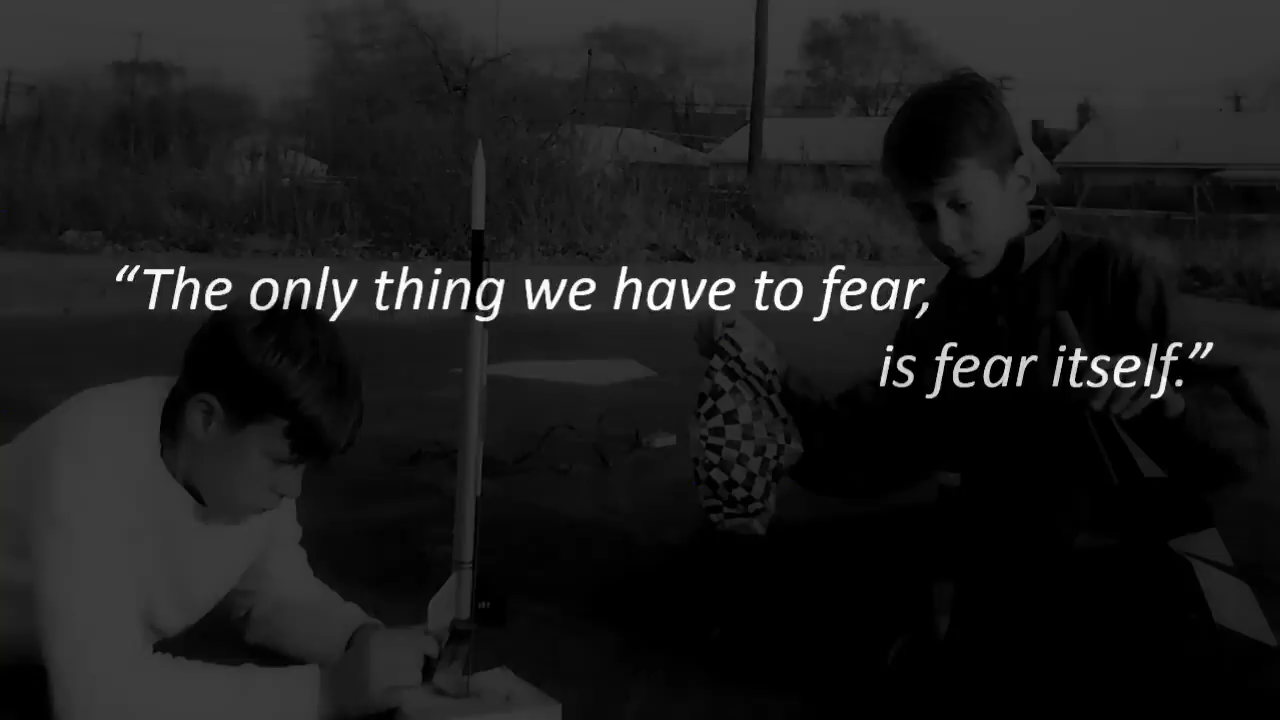 “The only thing we have to fear,
is fear itself.”